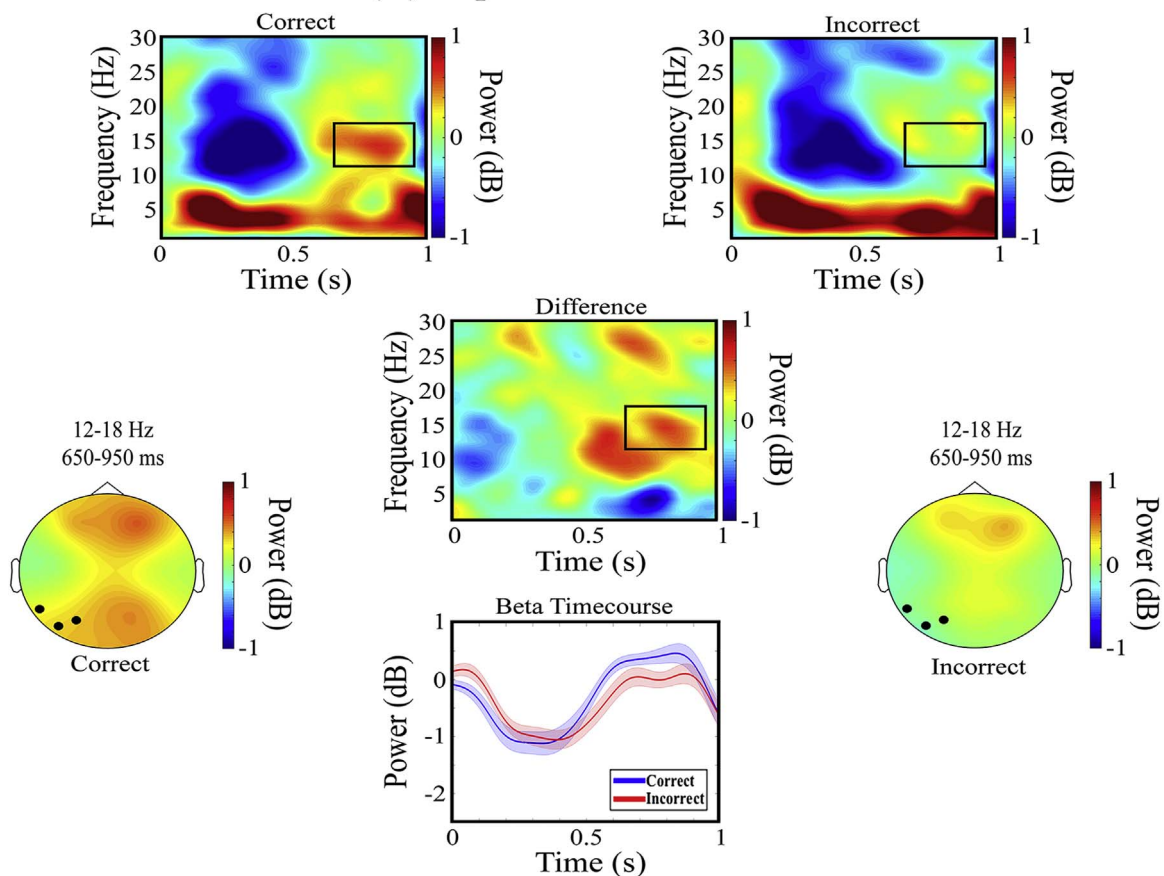 Correct
30
25
20
15
10
5
0
0.5
1
Frequency (Hz)
Time (s)
1
0
-1
Power (dB)
Incorrect
30
25
20
15
10
5
0
0.5
1
Frequency (Hz)
Time (s)
1
0
-1
Power (dB)
Difference
30
25
20
15
10
5
0
0.5
1
Frequency (Hz)
Time (s)
1
0
-1
Power (dB)
12-18 Hz
650-950 ms
1
0
-1
Power (dB)
Correct
12-18 Hz
650-950 ms
1
0
-1
Power (dB)
Incorrect
Beta Timecourse
1
0
-1
-2
Power (dB)
Correct
Incorrect
0
0.5
1
Time (s)